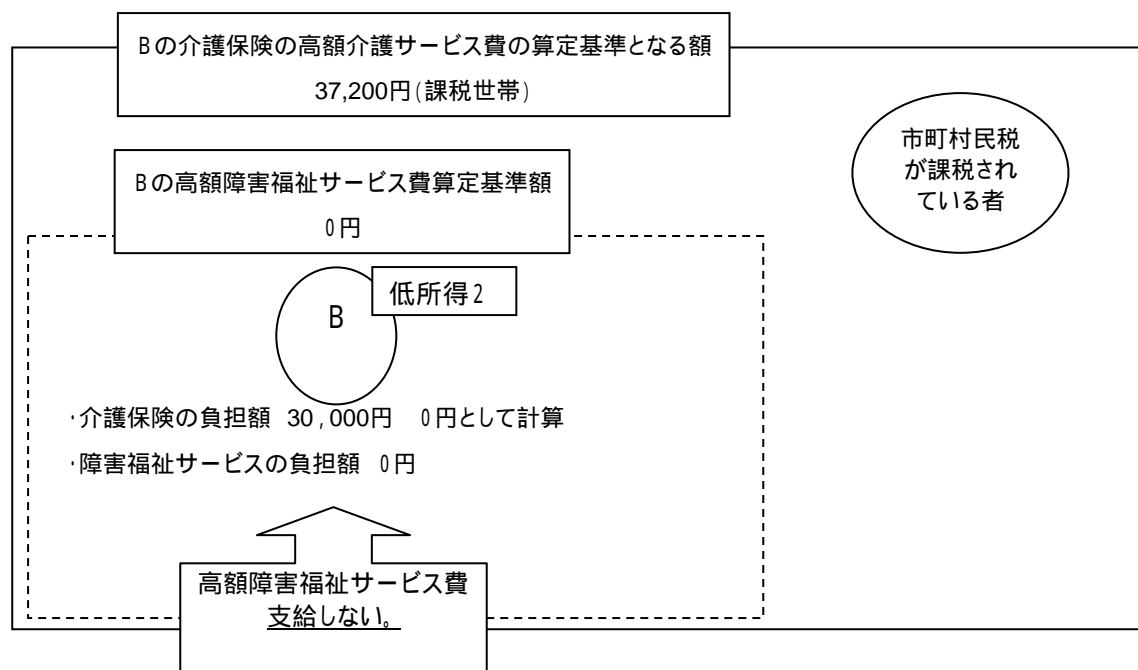 Bの介護保険の高額介護サービス費の算定基準となる額
37,200円(課税世帯)
市町村民税
が課税され
ている者
Bの高額障害福祉サービス費算定基準額
0円
低所得2
B
･介護保険の負担額 30,000円 0円として計算
･障害福祉サービスの負担額 0円
高額障害福祉サービス費
支給しない。